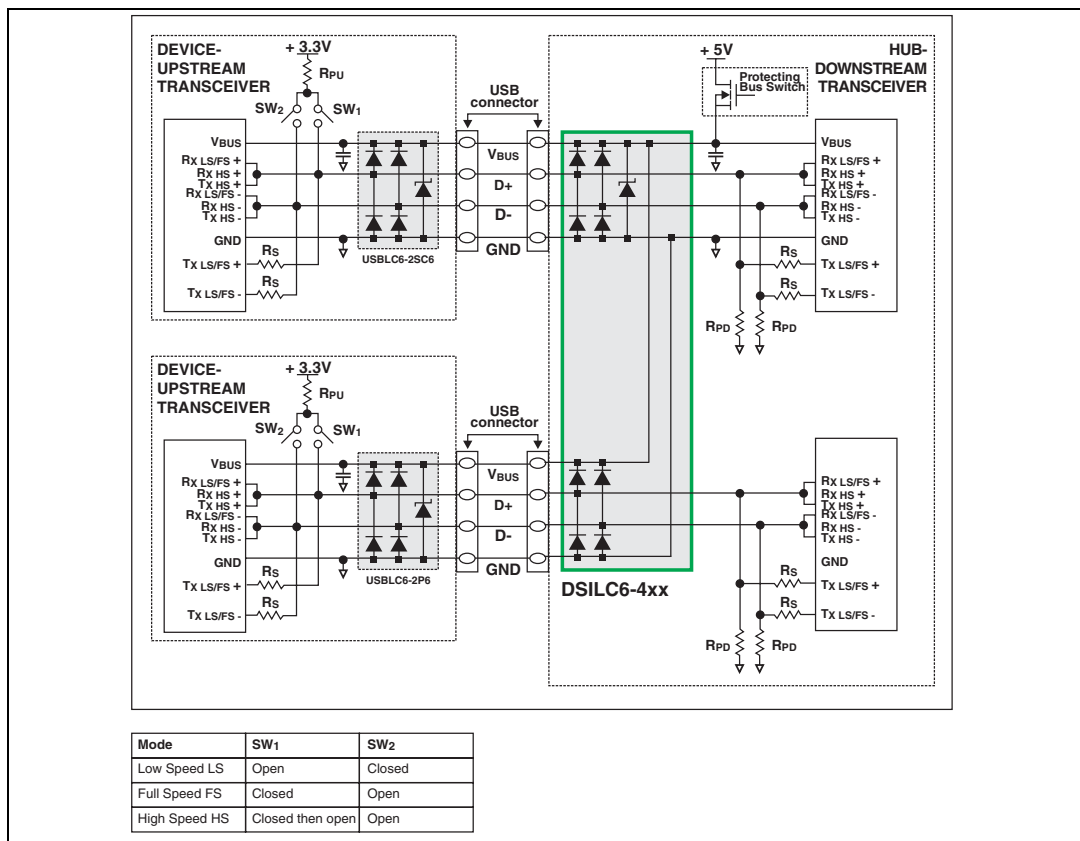 DEVICE-
UPSTREAM
TRANSCEIVER
+ 3.3V
RPU
SW2
SW1
VBUS
RX LS/FS +
RX HS +
TX HS +
RX LS/FS -
RX HS -
TX HS -
GND
TX LS/FS +
TX LS/FS -
RS
RS
USBLC6-2SC6
USB
connector
VBUS
D+
D-
GND
+ 5V
Protecting
Bus Switch
HUB-
DOWNSTREAM
TRANSCEIVER
VBUS
RX LS/FS +
RX HS +
TX HS +
RX LS/FS -
RX HS -
TX HS -
GND
TX LS/FS +
TX LS/FS -
RS
RS
RPD
RPD
DEVICE-
UPSTREAM
TRANSCEIVER
+ 3.3V
RPU
SW2
SW1
VBUS
RX LS/FS +
RX HS +
TX HS +
RX LS/FS -
RX HS -
TX HS -
GND
TX LS/FS +
TX LS/FS -
RS
RS
USBLC6-2P6
USB
connector
VBUS
D+
D-
GND
DSILC6-4xx
RX LS/FS +
RX HS +
TX HS +
RX LS/FS -
RX HS -
TX HS -
GND
TX LS/FS +
TX LS/FS -
RS
RS
RPD
RPD
Mode SW1 SW2
Low Speed LS Open Closed
Full Speed FS Closed Open
High Speed HS Closed then open Open